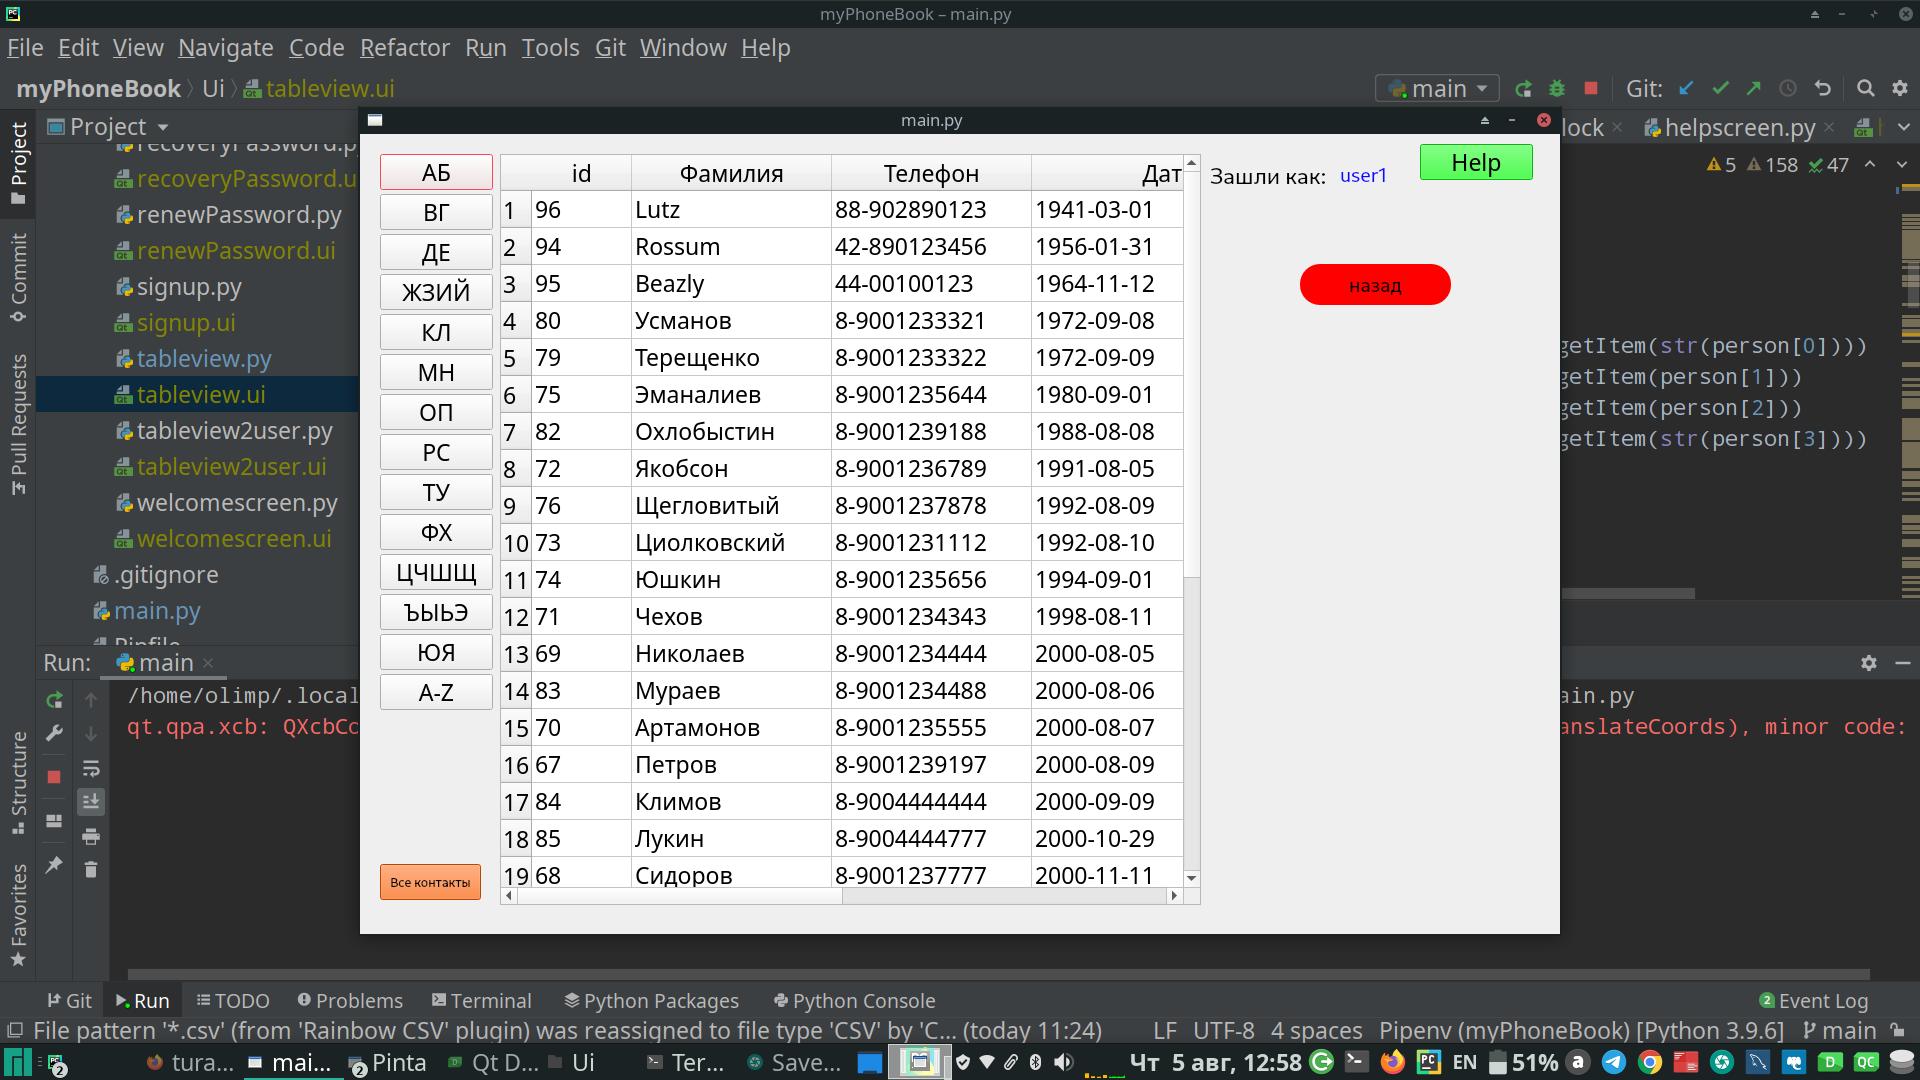 myPhoneBook – main.py
File Edit View Navigate Code Refactor Run Tools Git Window Help
myPhoneBook Ui tableview.ui
main
Git:
Project
main.py
lock
helpscreen.py
5 158 47
recoveryPassword.u
renewPassword.py
renewPassword.ui
signup.py
signup.ui
tableview.py
tableview.ui
tableview2user.py
tableview2user.ui
welcomescreen.py
welcomescreen.ui
.gitignore
main.py
Project
Commit
Pull Requests
Structure
Favorites
АБ
ВГ
ДЕ
ЖЗИЙ
КЛ
МН
ОП
РС
ТУ
ФХ
ЦЧШЩ
ЪЫЬЭ
ЮЯ
A-Z
Все контакты
id Фамилия Телефон Дат
1 96 Lutz 88-902890123 1941-03-01
2 94 Rossum 42-890123456 1956-01-31
3 95 Beazly 44-00100123 1964-11-12
4 80 Усманов 8-9001233321 1972-09-08
5 79 Терещенко 8-9001233322 1972-09-09
6 75 Эманалиев 8-9001235644 1980-09-01
7 82 Охлобыстин 8-9001239188 1988-08-08
8 72 Якобсон 8-9001236789 1991-08-05
9 76 Щегловитый 8-9001237878 1992-08-09
10 73 Циолковский 8-9001231112 1992-08-10
11 74 Юшкин 8-9001235656 1994-09-01
12 71 Чехов 8-9001234343 1998-08-11
13 69 Николаев 8-9001234444 2000-08-05
14 83 Мураев 8-9001234488 2000-08-06
15 70 Артамонов 8-9001235555 2000-08-07
16 67 Петров 8-9001239197 2000-08-09
17 84 Климов 8-9004444444 2000-09-09
18 85 Лукин 8-9004444777 2000-10-29
19 68 Сидоров 8-9001237777 2000-11-11
Зашли как: user1
Help
назад
getItem(str(person[0])))
getItem(person[1]))
getItem(person[2]))
getItem(str(person[3])))
Run: main
/home/olimp/.local
ain.py
qt.qpa.xcb: QXcbCo
anslateCoords), minor code:
Git Run TODO Problems Terminal Python Packages Python Console
2 Event Log
File pattern '*.csv' (from 'Rainbow CSV' plugin) was reassigned to file type 'CSV' by 'C... (today 11:24)
LF UTF-8 4 spaces Pipenv (myPhoneBook) [Python 3.9.6] main
2 tura... mai... 2 Pinta Qt D... Ui Ter... Save... Чт 5 авг, 12:58 EN 51%